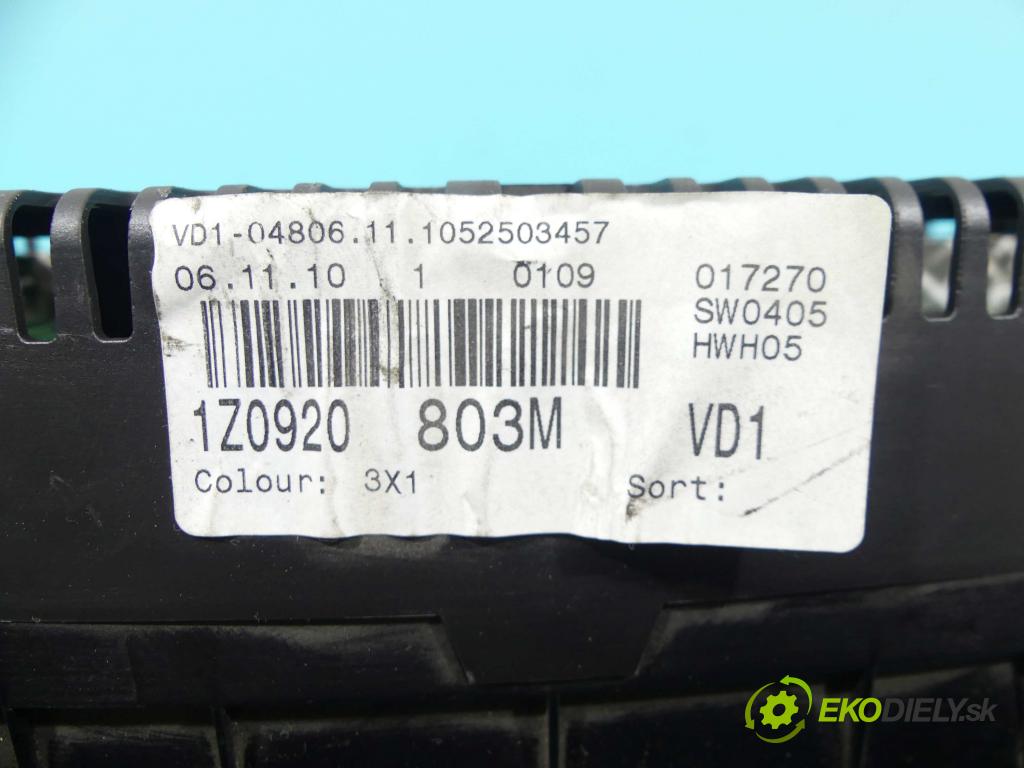 VD1-04806.11.1052503457
06.11.10 1 0109 017270
SW0405
HWH05
1Z0920 803M VD1
Colour: 3X1 Sort:
EKODIELY.sk